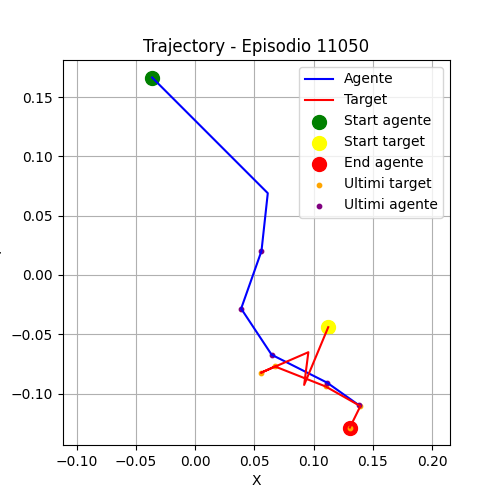 Trajectory - Episodio 11050
Agente
Target
Start agente
Start target
End agente
Ultimi target
Ultimi agente
0.15
0.10
0.05
0.00
−0.05
−0.10
−0.10
−0.05
0.00
0.05
0.10
0.15
0.20
X